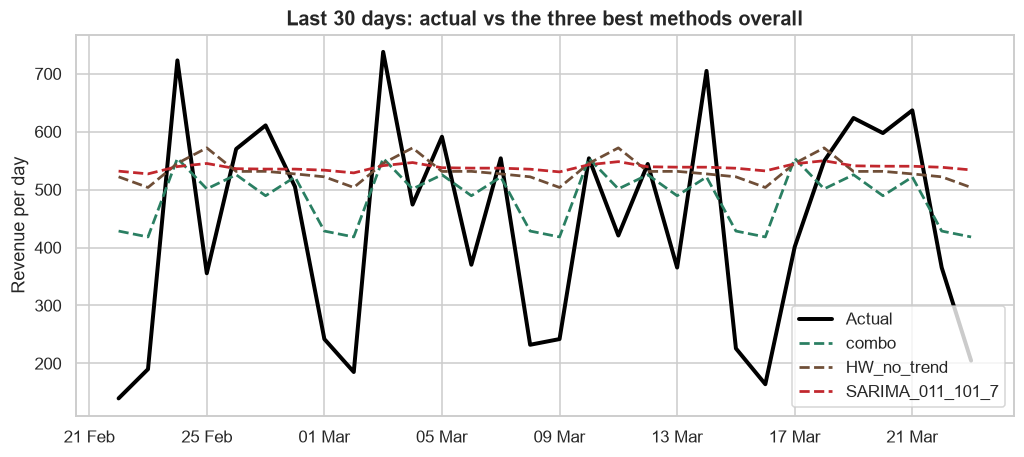 Last 30 days: actual vs the three best methods overall
Revenue per day
700
600
500
400
300
200
21 Feb
25 Feb
01 Mar
05 Mar
09 Mar
13 Mar
17 Mar
21 Mar
Actual
combo
HW_no_trend
SARIMA_011_101_7